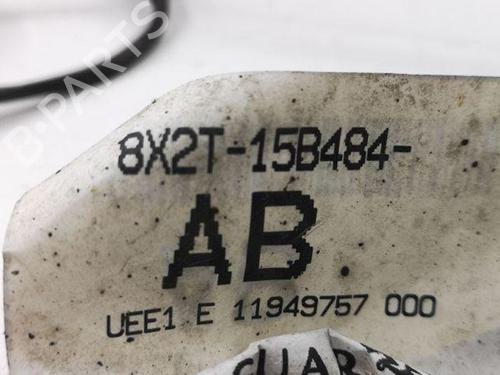 B-PARTS
8X2T-15B484-
AB
UEE1 E 11949757 000